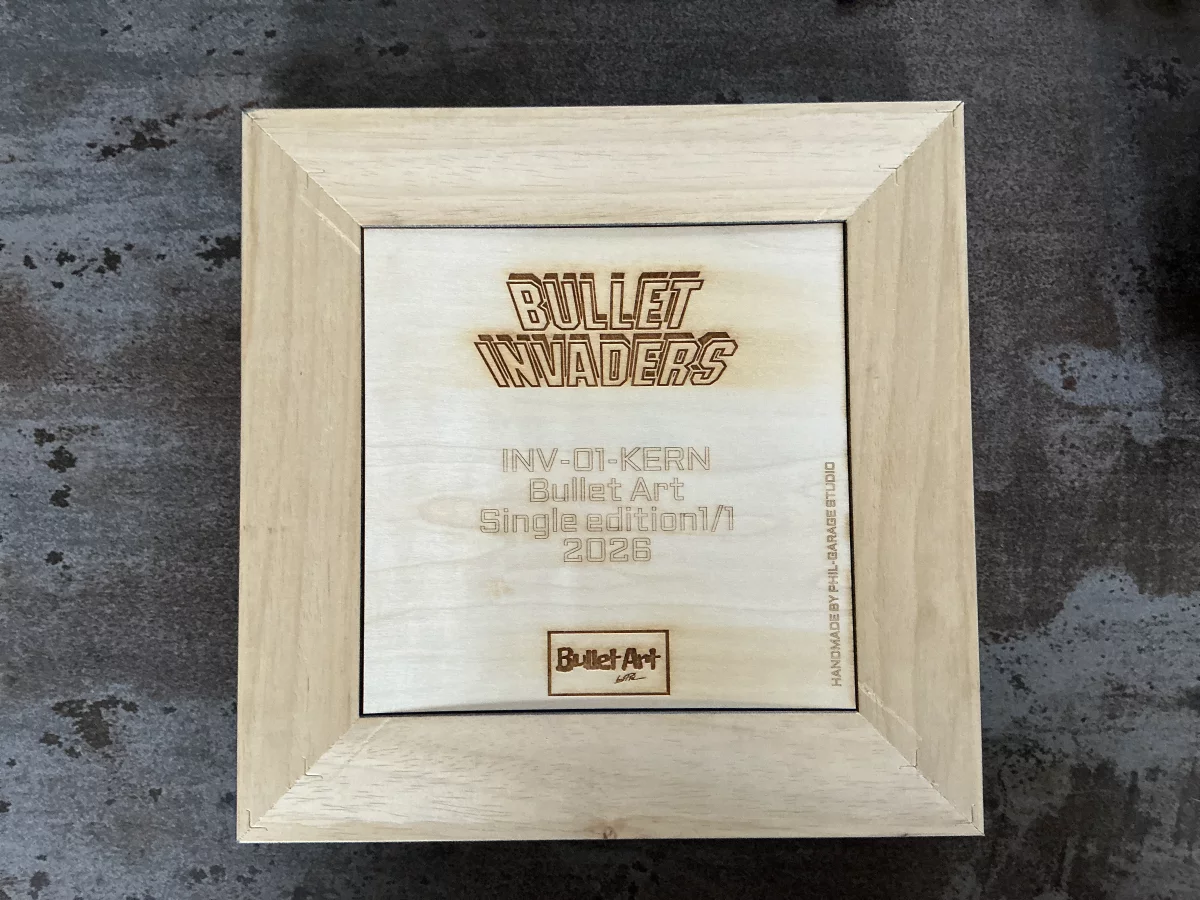 BULLET
INVADERS
INV-01-KERN
Bullet Art
Single edition1/1
2026
HANDMADE BY PHIL-GARAGE STUDIO
Bullet Art